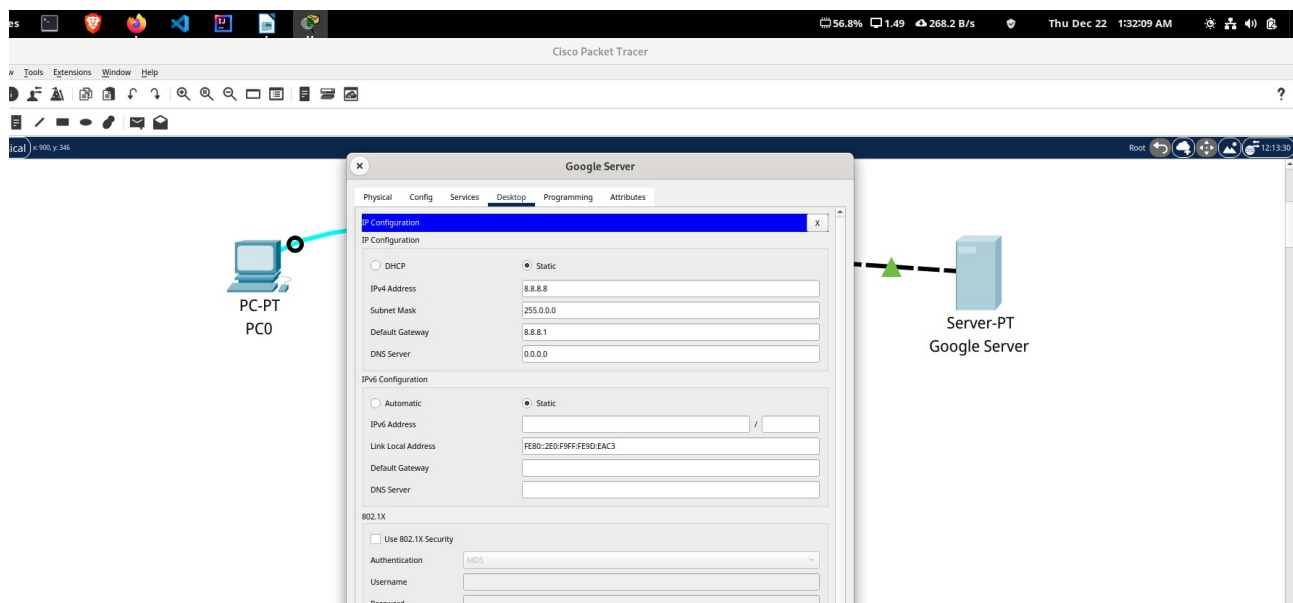 es 56.8% 1.49 268.2 B/s Thu Dec 22 1:32:09 AM
Cisco Packet Tracer
w Tools Extensions Window Help
?
ical) x: 900, y: 346 Root 12:13:30
Google Server
Physical Config Services Desktop Programming Attributes
IP Configuration X
IP Configuration
DHCP Static
IPv4 Address 8.8.8.8
Subnet Mask 255.0.0.0
Default Gateway 8.8.8.1
DNS Server 0.0.0.0
IPv6 Configuration
Automatic Static
IPv6 Address /
Link Local Address FE80::2E0:F9FF:FE9D:EAC3
Default Gateway
DNS Server
802.1X
Use 802.1X Security
Authentication MD5
Username
Password
PC-PT
PC0
Server-PT
Google Server